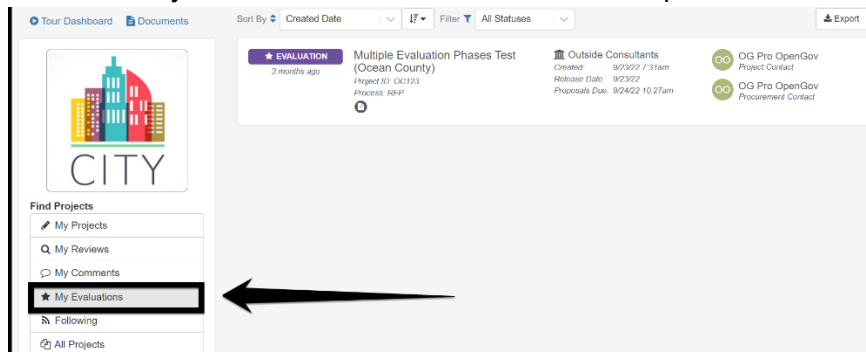 Tour Dashboard Documents
Sort By Created Date Filter All Statuses Export
EVALUATION
3 months ago
Multiple Evaluation Phases Test
(Ocean County)
Project ID: OC123
Process: RFP
Outside Consultants
Created: 9/23/22 7:31am
Release Date: 9/23/22
Proposals Due: 9/24/22 10:27am
OO OG Pro OpenGov
Project Contact
OO OG Pro OpenGov
Procurement Contact
CITY
Find Projects
My Projects
My Reviews
My Comments
My Evaluations
Following
All Projects